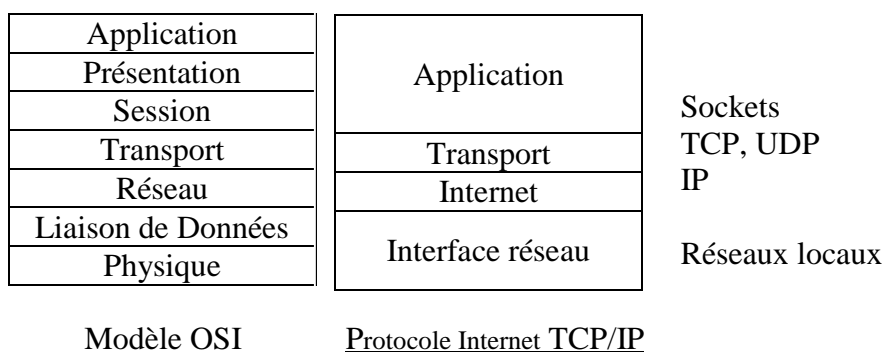 Application
Présentation
Session
Transport
Réseau
Liaison de Données
Physique
Modèle OSI
Application
Transport
Internet
Interface réseau
Protocole Internet TCP/IP
Sockets
TCP, UDP
IP
Réseaux locaux